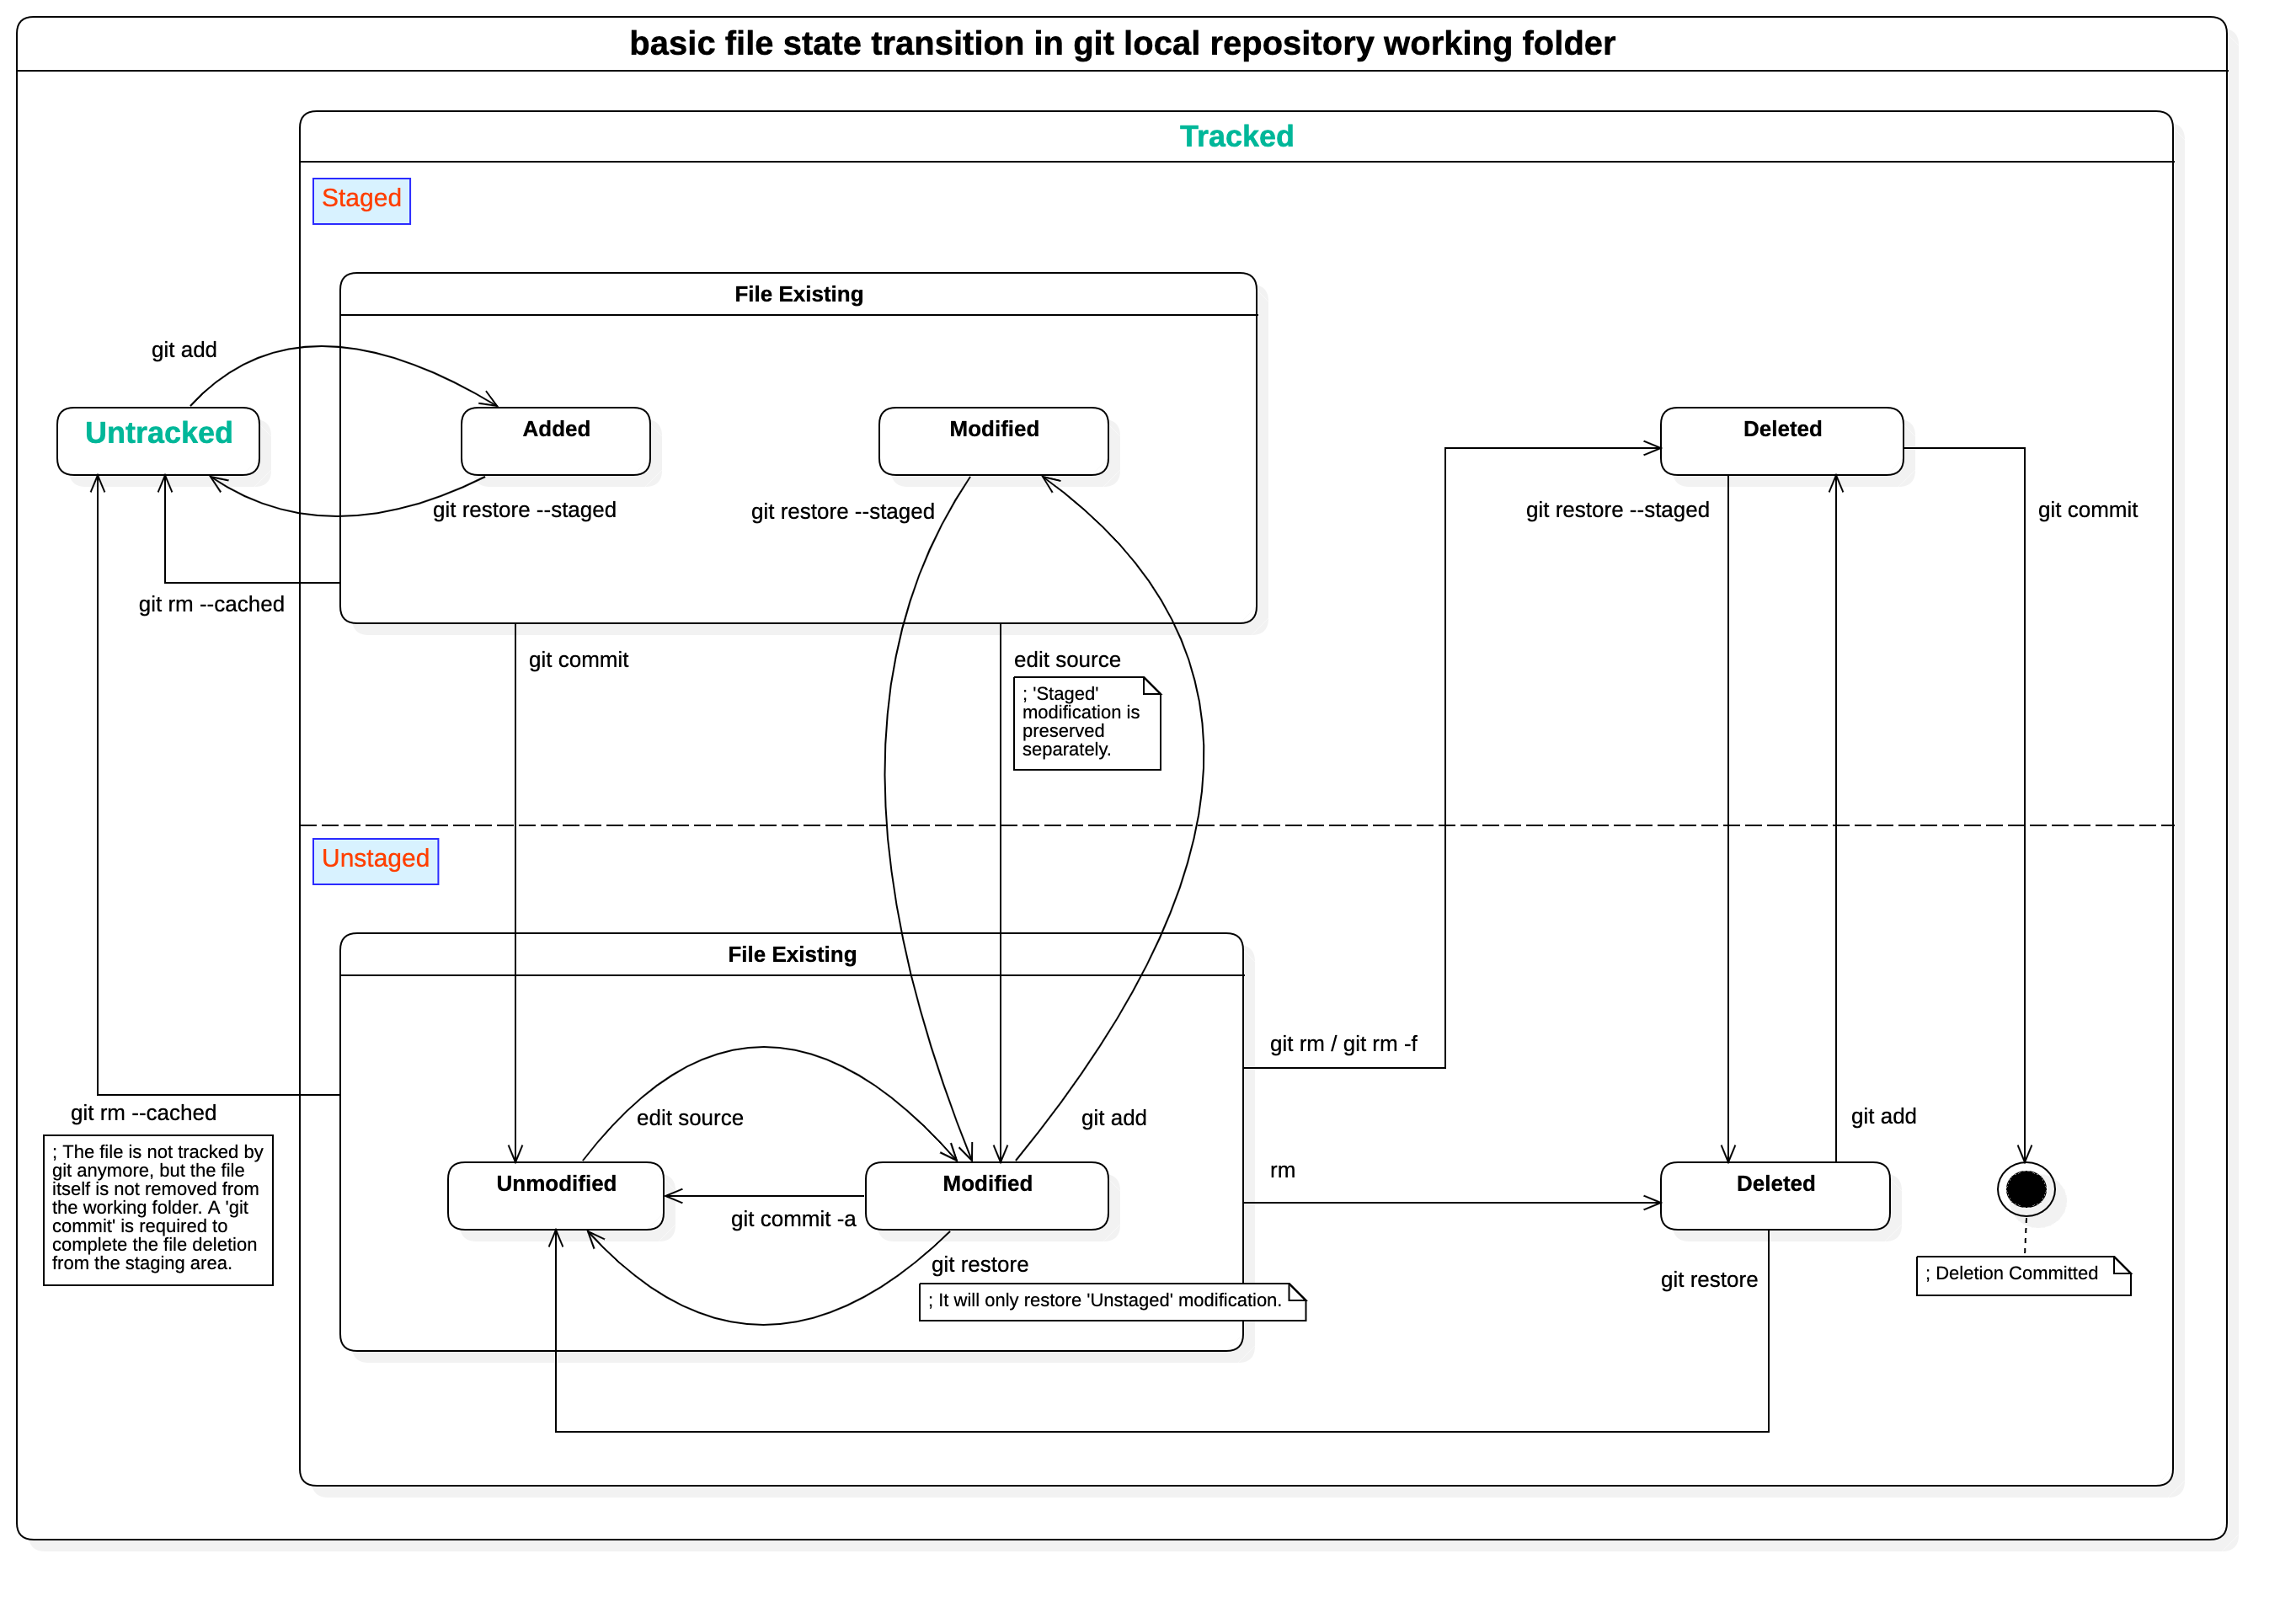 basic file state transition in git local repository working folder
Tracked
Staged
File Existing
git add
Untracked
Added
Modified
Deleted
git restore --staged
git restore --staged
git restore --staged
git commit
git rm --cached
git commit
edit source
; 'Staged'
modification is
preserved
separately.
Unstaged
File Existing
git rm / git rm -f
git rm --cached
; The file is not tracked by
git anymore, but the file
itself is not removed from
the working folder. A 'git
commit' is required to
complete the file deletion
from the staging area.
edit source
git add
git add
rm
Unmodified
Modified
Deleted
git commit -a
git restore
; It will only restore 'Unstaged' modification.
git restore
; Deletion Committed